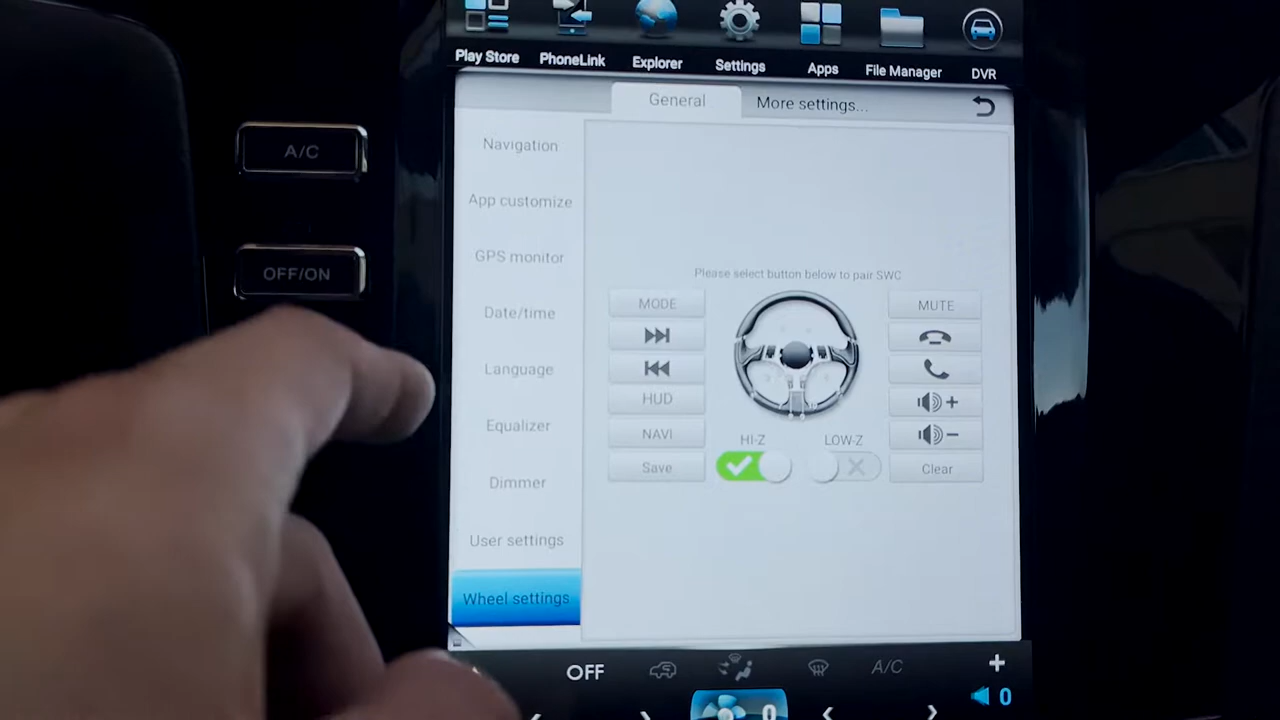 Play Store PhoneLink Explorer Settings Apps File Manager DVR
General More settings...
A/C
OFF/ON
Navigation
App customize
GPS monitor
Date/time
Language
Equalizer
Dimmer
User settings
Wheel settings
Please select button below to pair SWC
MODE
HUD
NAVI
Save
HI-Z LOW-Z
MUTE
+
-
Clear
OFF A/C +
0 0